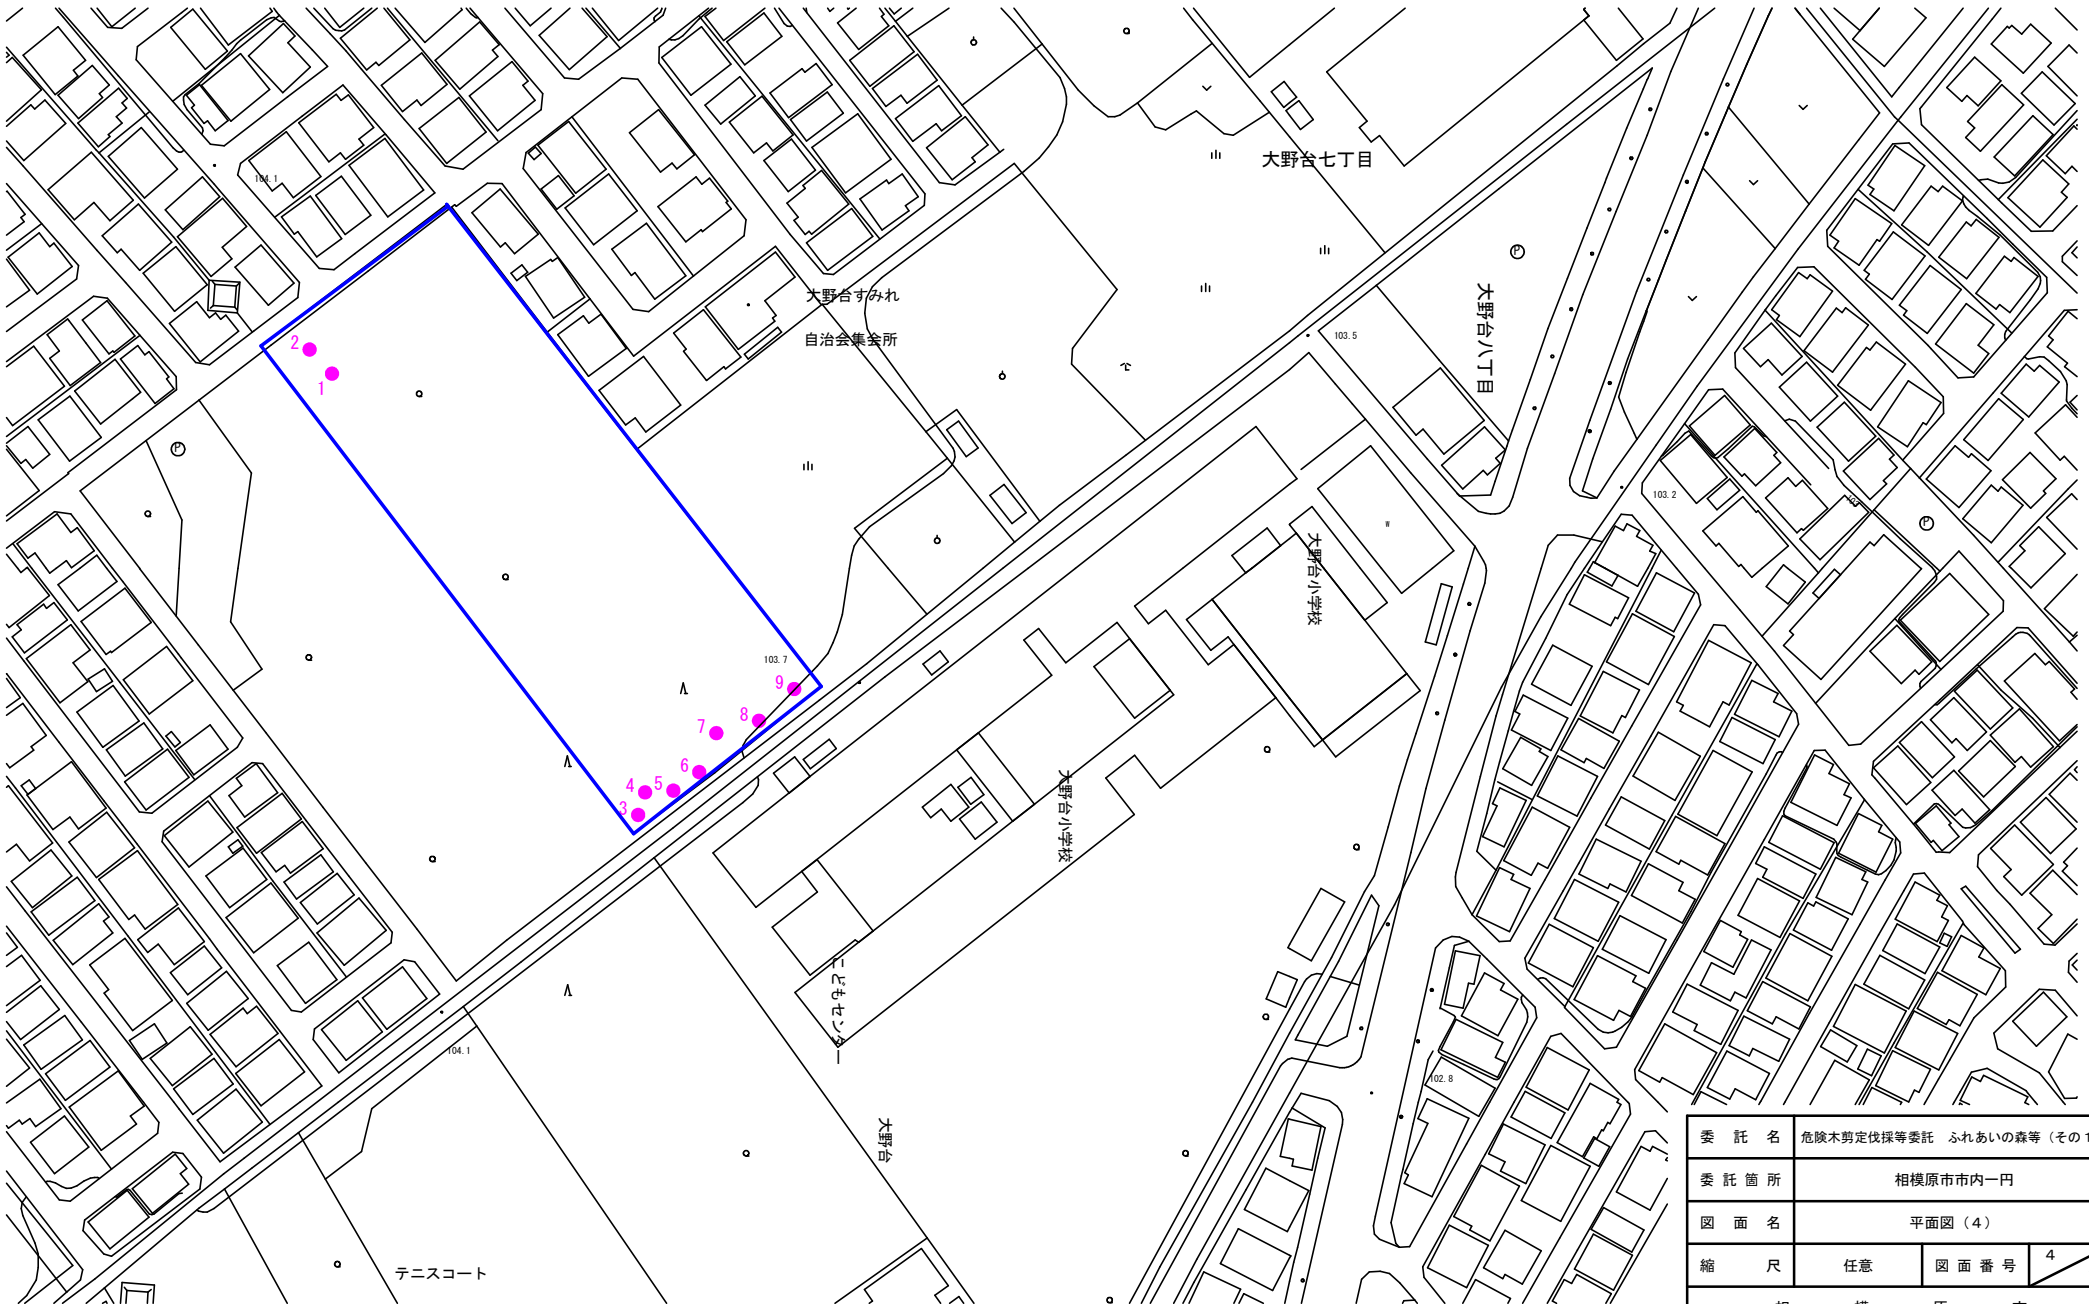 大野台七丁目
104.1
大野台すみれ
自治会集会所
大野台八丁目
103.5
2
1
P
P
P
103.2
W
大野台小学校
103.7
9
8
7
6
5
4
3
大野台小学校
こどもセンター
104.1
102.8
大野台
テニスコート
委託名 危険木剪定伐採等委託 ふれあいの森等（その1
委託箇所 相模原市市内一円
図面名 平面図（4）
縮尺 任意 図面番号 4